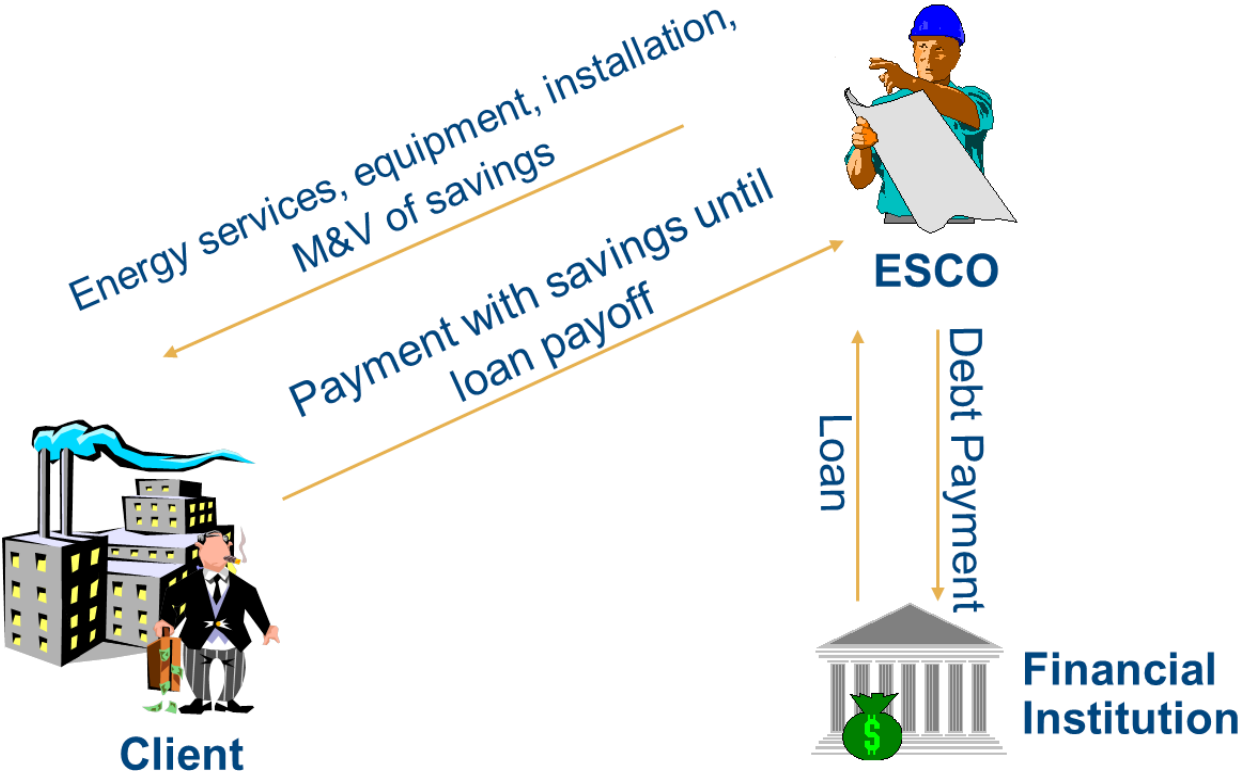 Energy services, equipment, installation,
M&V of savings
Payment with savings until
loan payoff
ESCO
Loan
Debt Payment
$
Financial
Institution
Client